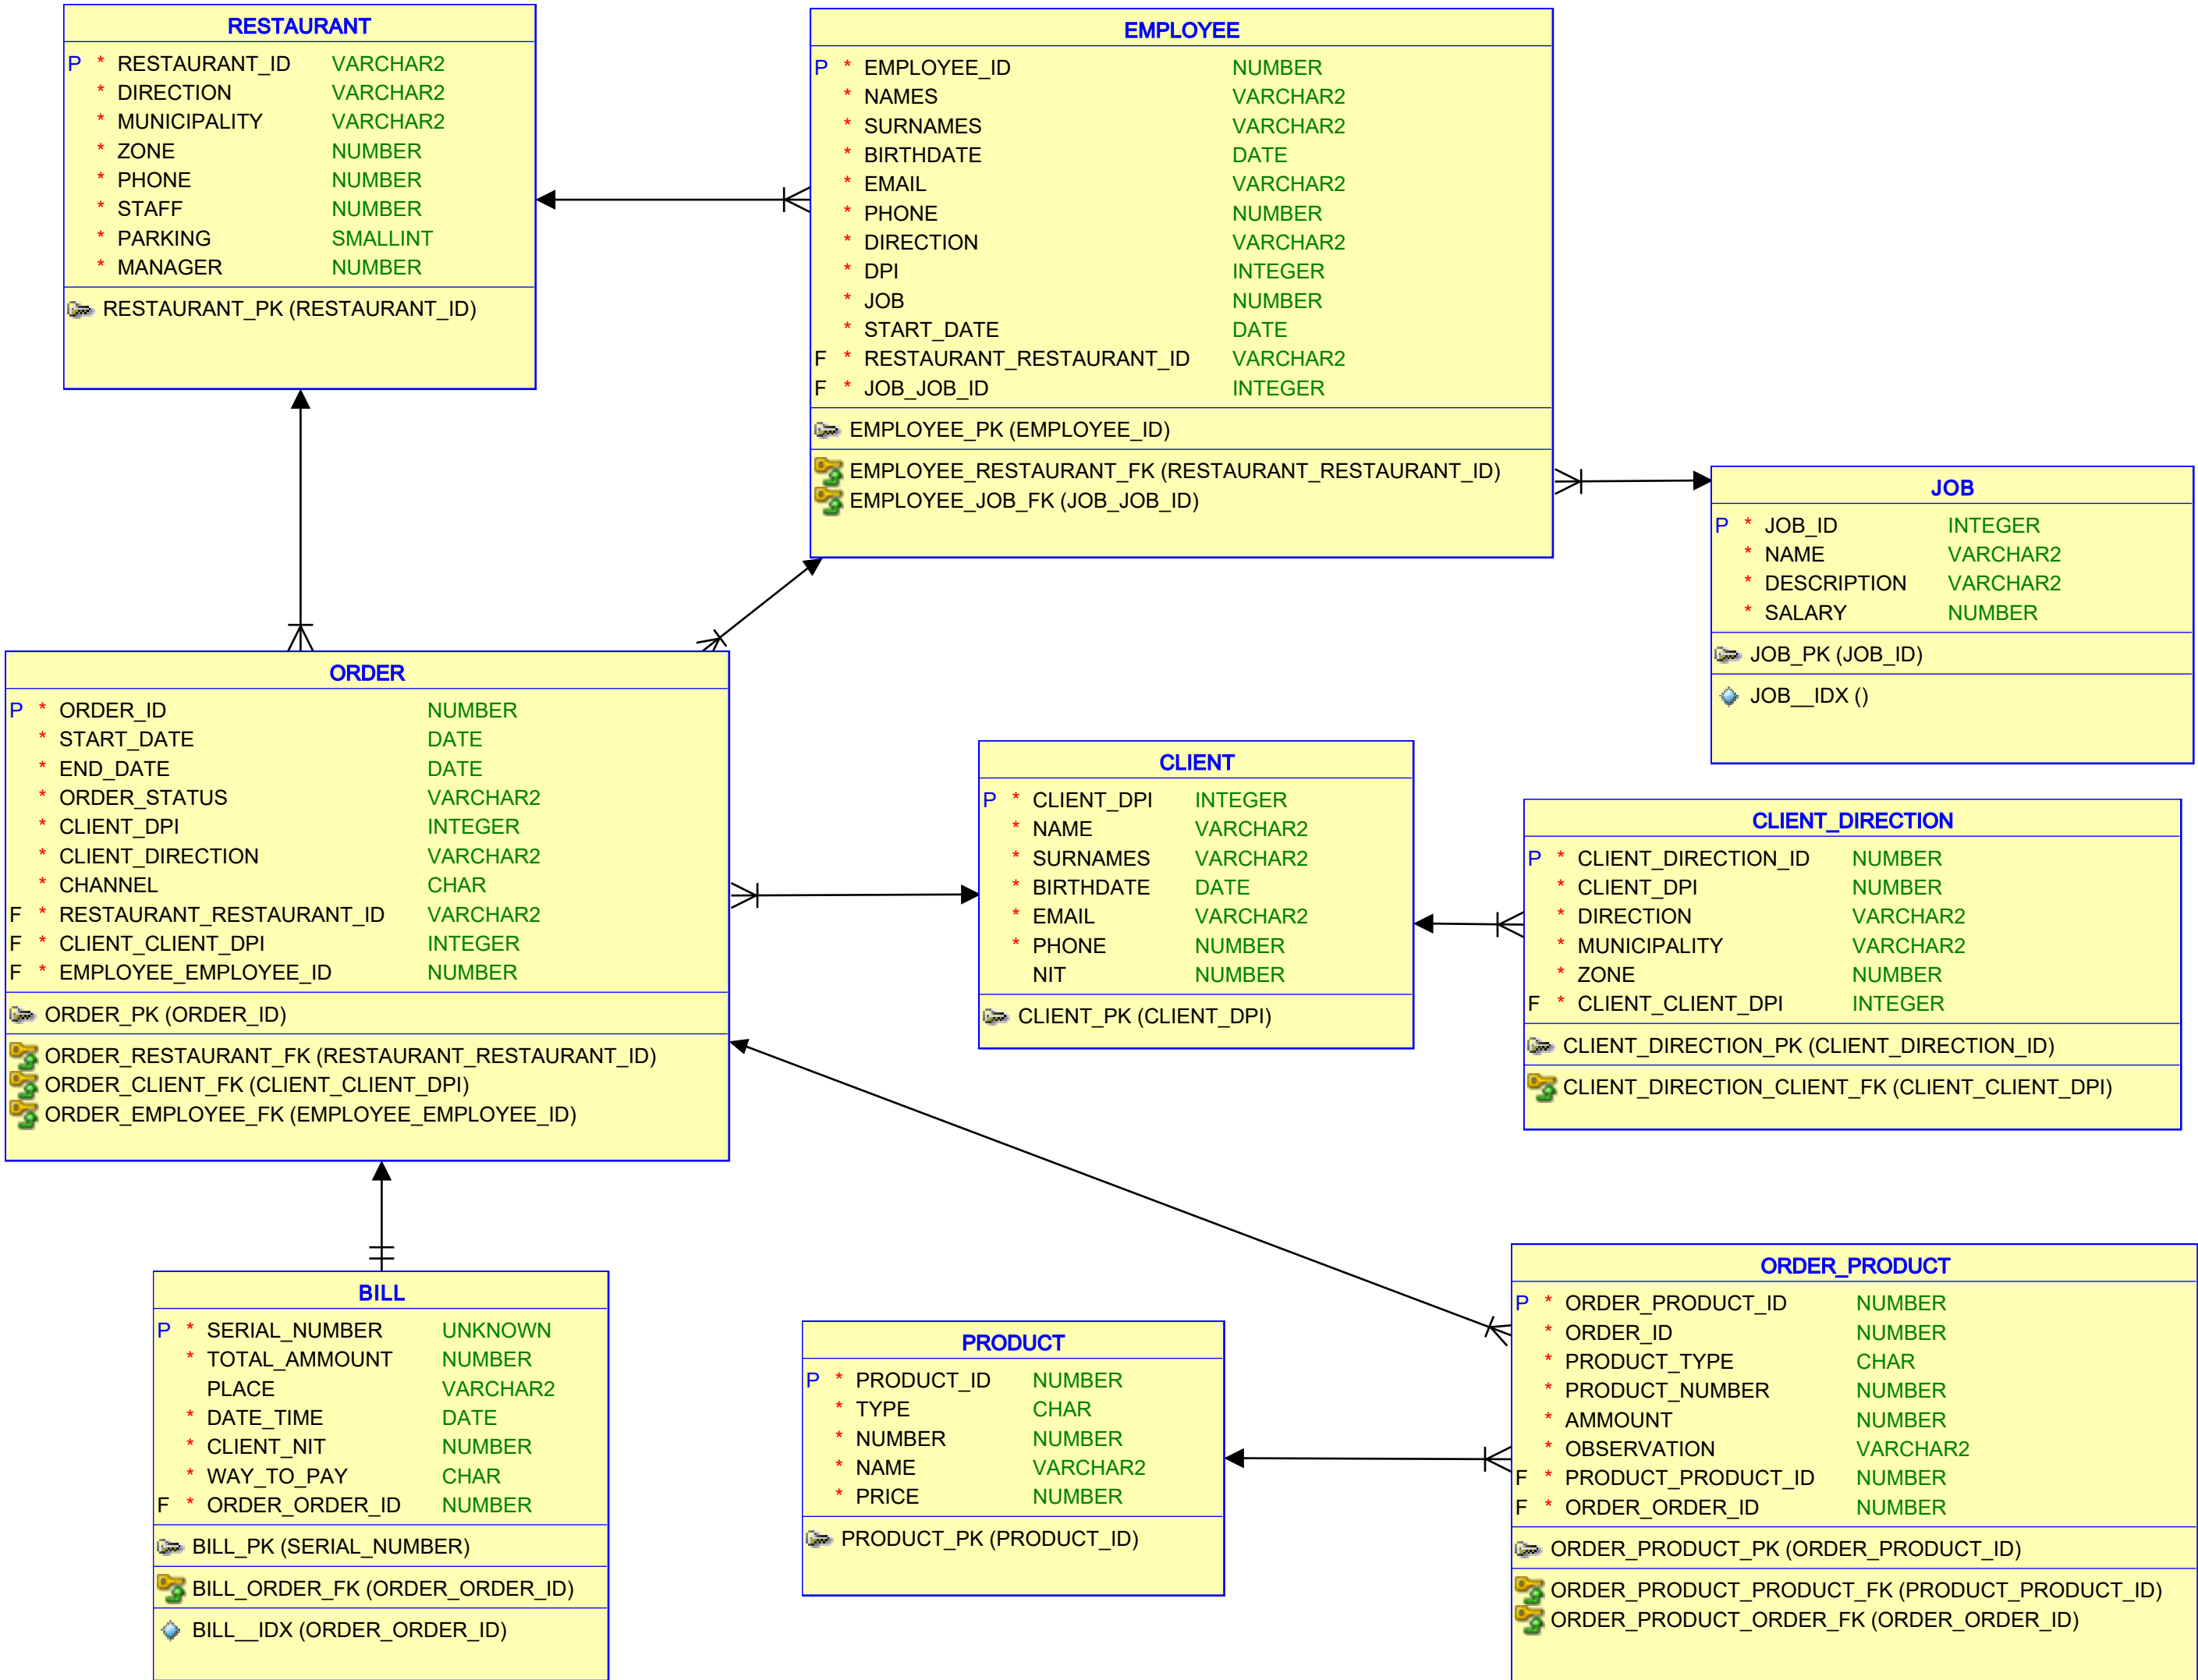 RESTAURANT
P * RESTAURANT_ID VARCHAR2
* DIRECTION VARCHAR2
* MUNICIPALITY VARCHAR2
* ZONE NUMBER
* PHONE NUMBER
* STAFF NUMBER
* PARKING SMALLINT
* MANAGER NUMBER
RESTAURANT_PK (RESTAURANT_ID)
EMPLOYEE
P * EMPLOYEE_ID NUMBER
* NAMES VARCHAR2
* SURNAMES VARCHAR2
* BIRTHDATE DATE
* EMAIL VARCHAR2
* PHONE NUMBER
* DIRECTION VARCHAR2
* DPI INTEGER
* JOB NUMBER
* START_DATE DATE
F * RESTAURANT_RESTAURANT_ID VARCHAR2
F * JOB_JOB_ID INTEGER
EMPLOYEE_PK (EMPLOYEE_ID)
EMPLOYEE_RESTAURANT_FK (RESTAURANT_RESTAURANT_ID)
EMPLOYEE_JOB_FK (JOB_JOB_ID)
JOB
P * JOB_ID INTEGER
* NAME VARCHAR2
* DESCRIPTION VARCHAR2
* SALARY NUMBER
JOB_PK (JOB_ID)
JOB__IDX ()
ORDER
P * ORDER_ID NUMBER
* START_DATE DATE
* END_DATE DATE
* ORDER_STATUS VARCHAR2
* CLIENT_DPI INTEGER
* CLIENT_DIRECTION VARCHAR2
* CHANNEL CHAR
F * RESTAURANT_RESTAURANT_ID VARCHAR2
F * CLIENT_CLIENT_DPI INTEGER
F * EMPLOYEE_EMPLOYEE_ID NUMBER
ORDER_PK (ORDER_ID)
ORDER_RESTAURANT_FK (RESTAURANT_RESTAURANT_ID)
ORDER_CLIENT_FK (CLIENT_CLIENT_DPI)
ORDER_EMPLOYEE_FK (EMPLOYEE_EMPLOYEE_ID)
CLIENT
P * CLIENT_DPI INTEGER
* NAME VARCHAR2
* SURNAMES VARCHAR2
* BIRTHDATE DATE
* EMAIL VARCHAR2
* PHONE NUMBER
NIT NUMBER
CLIENT_PK (CLIENT_DPI)
CLIENT_DIRECTION
P * CLIENT_DIRECTION_ID NUMBER
* CLIENT_DPI NUMBER
* DIRECTION VARCHAR2
* MUNICIPALITY VARCHAR2
* ZONE NUMBER
F * CLIENT_CLIENT_DPI INTEGER
CLIENT_DIRECTION_PK (CLIENT_DIRECTION_ID)
CLIENT_DIRECTION_CLIENT_FK (CLIENT_CLIENT_DPI)
BILL
P * SERIAL_NUMBER UNKNOWN
* TOTAL_AMMOUNT NUMBER
PLACE VARCHAR2
* DATE_TIME DATE
* CLIENT_NIT NUMBER
* WAY_TO_PAY CHAR
F * ORDER_ORDER_ID NUMBER
BILL_PK (SERIAL_NUMBER)
BILL_ORDER_FK (ORDER_ORDER_ID)
BILL__IDX (ORDER_ORDER_ID)
PRODUCT
P * PRODUCT_ID NUMBER
* TYPE CHAR
* NUMBER NUMBER
* NAME VARCHAR2
* PRICE NUMBER
PRODUCT_PK (PRODUCT_ID)
ORDER_PRODUCT
P * ORDER_PRODUCT_ID NUMBER
* ORDER_ID NUMBER
* PRODUCT_TYPE CHAR
* PRODUCT_NUMBER NUMBER
* AMMOUNT NUMBER
* OBSERVATION VARCHAR2
F * PRODUCT_PRODUCT_ID NUMBER
F * ORDER_ORDER_ID NUMBER
ORDER_PRODUCT_PK (ORDER_PRODUCT_ID)
ORDER_PRODUCT_PRODUCT_FK (PRODUCT_PRODUCT_ID)
ORDER_PRODUCT_ORDER_FK (ORDER_ORDER_ID)